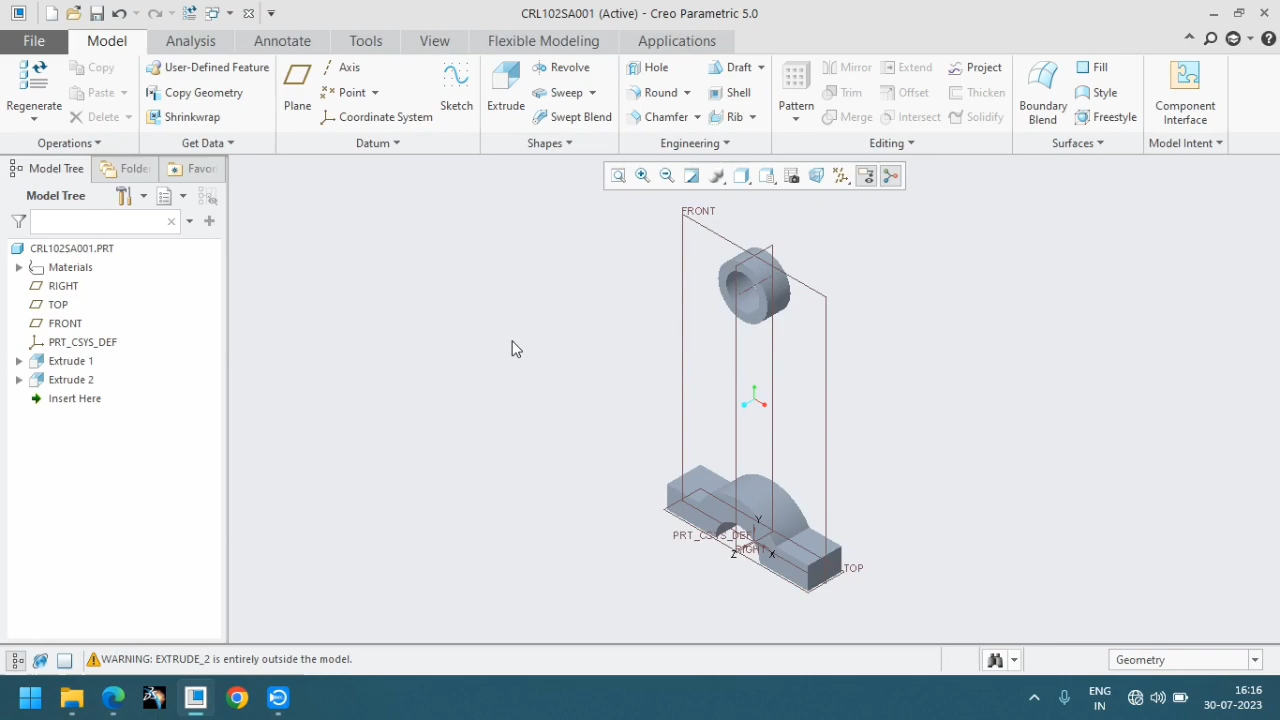 CRL102SA001 (Active) - Creo Parametric 5.0
File Model Analysis Annotate Tools View Flexible Modeling Applications
Regenerate
Copy
Paste
Delete
Operations
User-Defined Feature
Copy Geometry
Shrinkwrap
Get Data
Plane
Axis
Point
Coordinate System
Sketch
Datum
Extrude
Revolve
Sweep
Swept Blend
Shapes
Hole
Round
Chamfer
Draft
Shell
Rib
Engineering
Pattern
Mirror
Trim
Merge
Extend
Offset
Intersect
Project
Thicken
Solidify
Editing
Boundary
Blend
Fill
Style
Freestyle
Surfaces
Component
Interface
Model Intent
Model Tree Folder Favor
Model Tree
CRL102SA001.PRT
Materials
RIGHT
TOP
FRONT
PRT_CSYS_DEF
Extrude 1
Extrude 2
Insert Here
FRONT
Y
PRT_CSYS_DEF
RIGHT
Z X
TOP
WARNING: EXTRUDE_2 is entirely outside the model.
Geometry
ENG
IN
16:16
30-07-2023